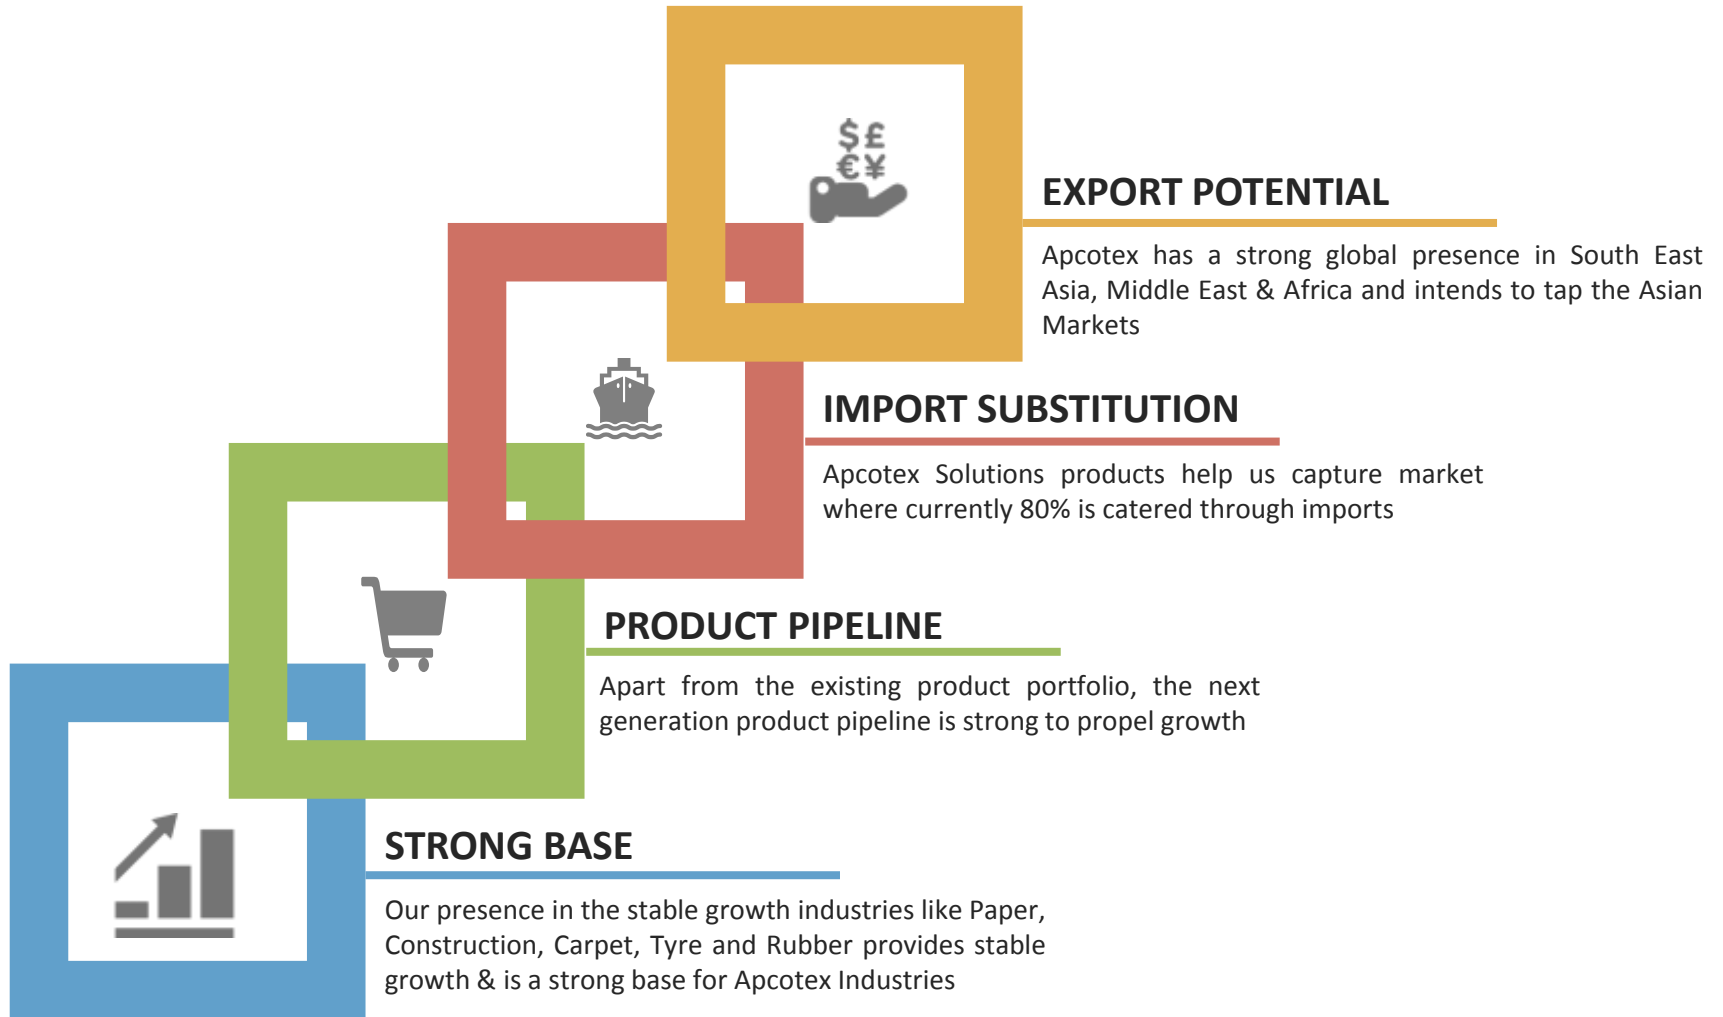 $£
€¥
EXPORT POTENTIAL
Apcotex has a strong global presence in South East
Asia, Middle East & Africa and intends to tap the Asian
Markets
IMPORT SUBSTITUTION
Apcotex Solutions products help us capture market
where currently 80% is catered through imports
PRODUCT PIPELINE
Apart from the existing product portfolio, the next
generation product pipeline is strong to propel growth
STRONG BASE
Our presence in the stable growth industries like Paper,
Construction, Carpet, Tyre and Rubber provides stable
growth & is a strong base for Apcotex Industries